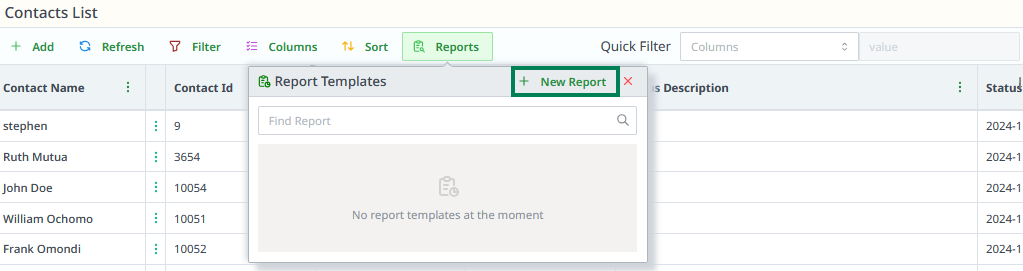 Contacts List
Add Refresh Filter Columns Sort Reports Quick Filter Columns value
Report Templates New Report
Contact Name Contact Id Description Status
Find Report
stephen 9 2024-1
Ruth Mutua 3654 2024-1
John Doe 10054 2024-1
William Ochomo 10051 2024-1
No report templates at the moment
Frank Omondi 10052 2024-1